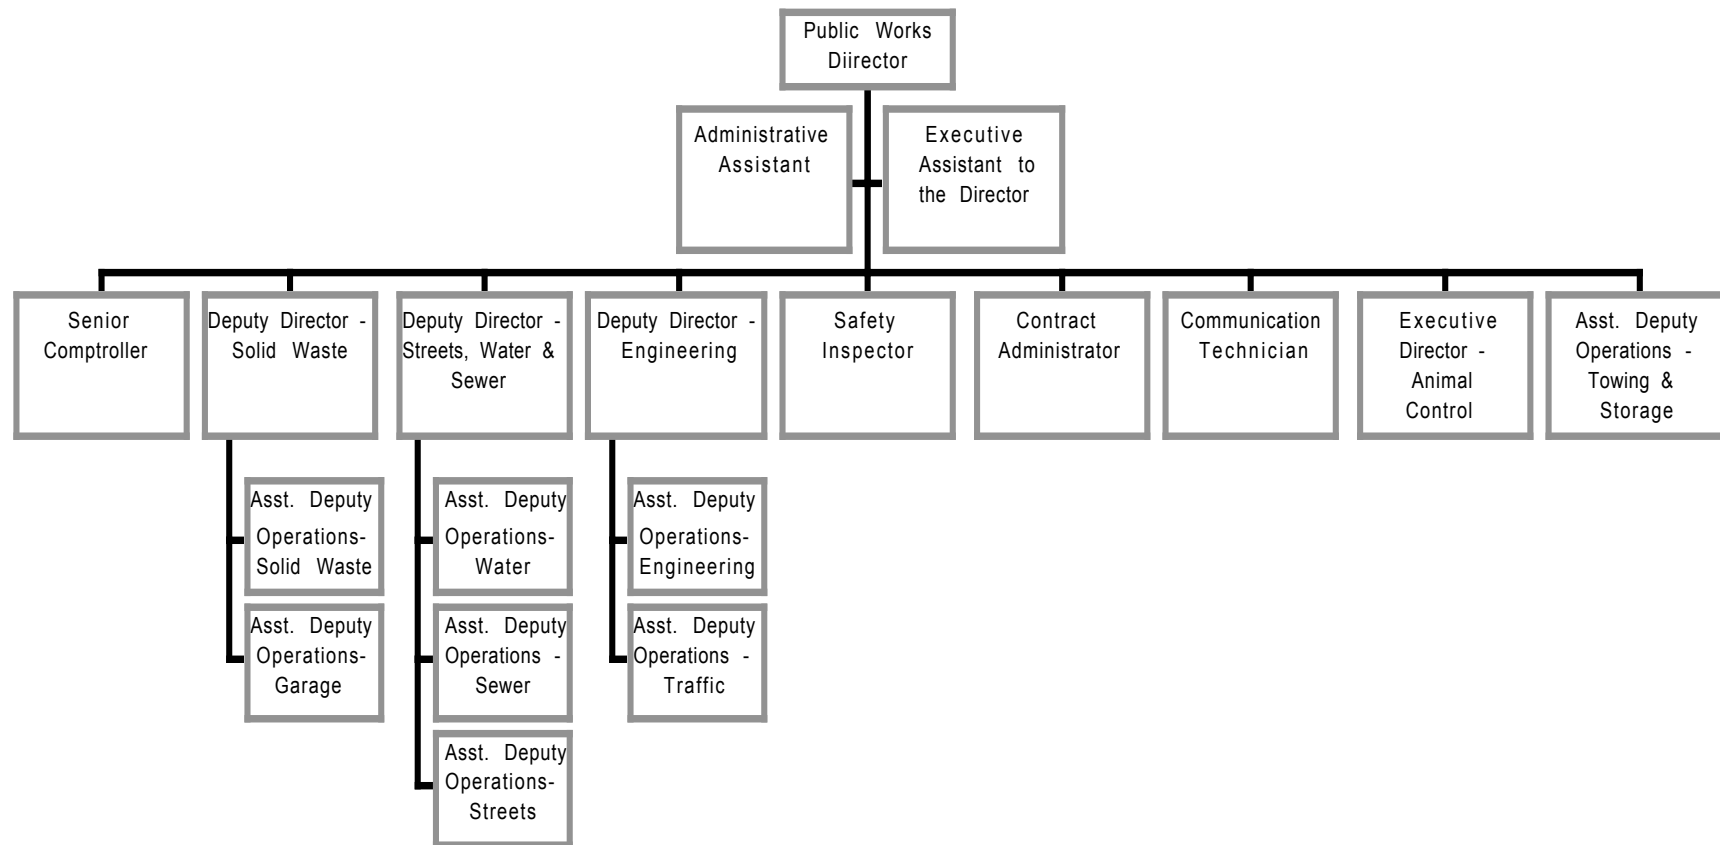 Public Works
Diirector
Administrative
Assistant
Executive
Assistant to
the Director
Senior
Comptroller
Deputy Director -
Solid Waste
Deputy Director -
Streets, Water &
Sewer
Deputy Director -
Engineering
Safety
Inspector
Contract
Administrator
Communication
Technician
Executive
Director -
Animal
Control
Asst. Deputy
Operations -
Towing &
Storage
Asst. Deputy
Operations-
Solid Waste
Asst. Deputy
Operations-
Garage
Asst. Deputy
Operations-
Water
Asst. Deputy
Operations -
Sewer
Asst. Deputy
Operations-
Streets
Asst. Deputy
Operations-
Engineering
Asst. Deputy
Operations -
Traffic